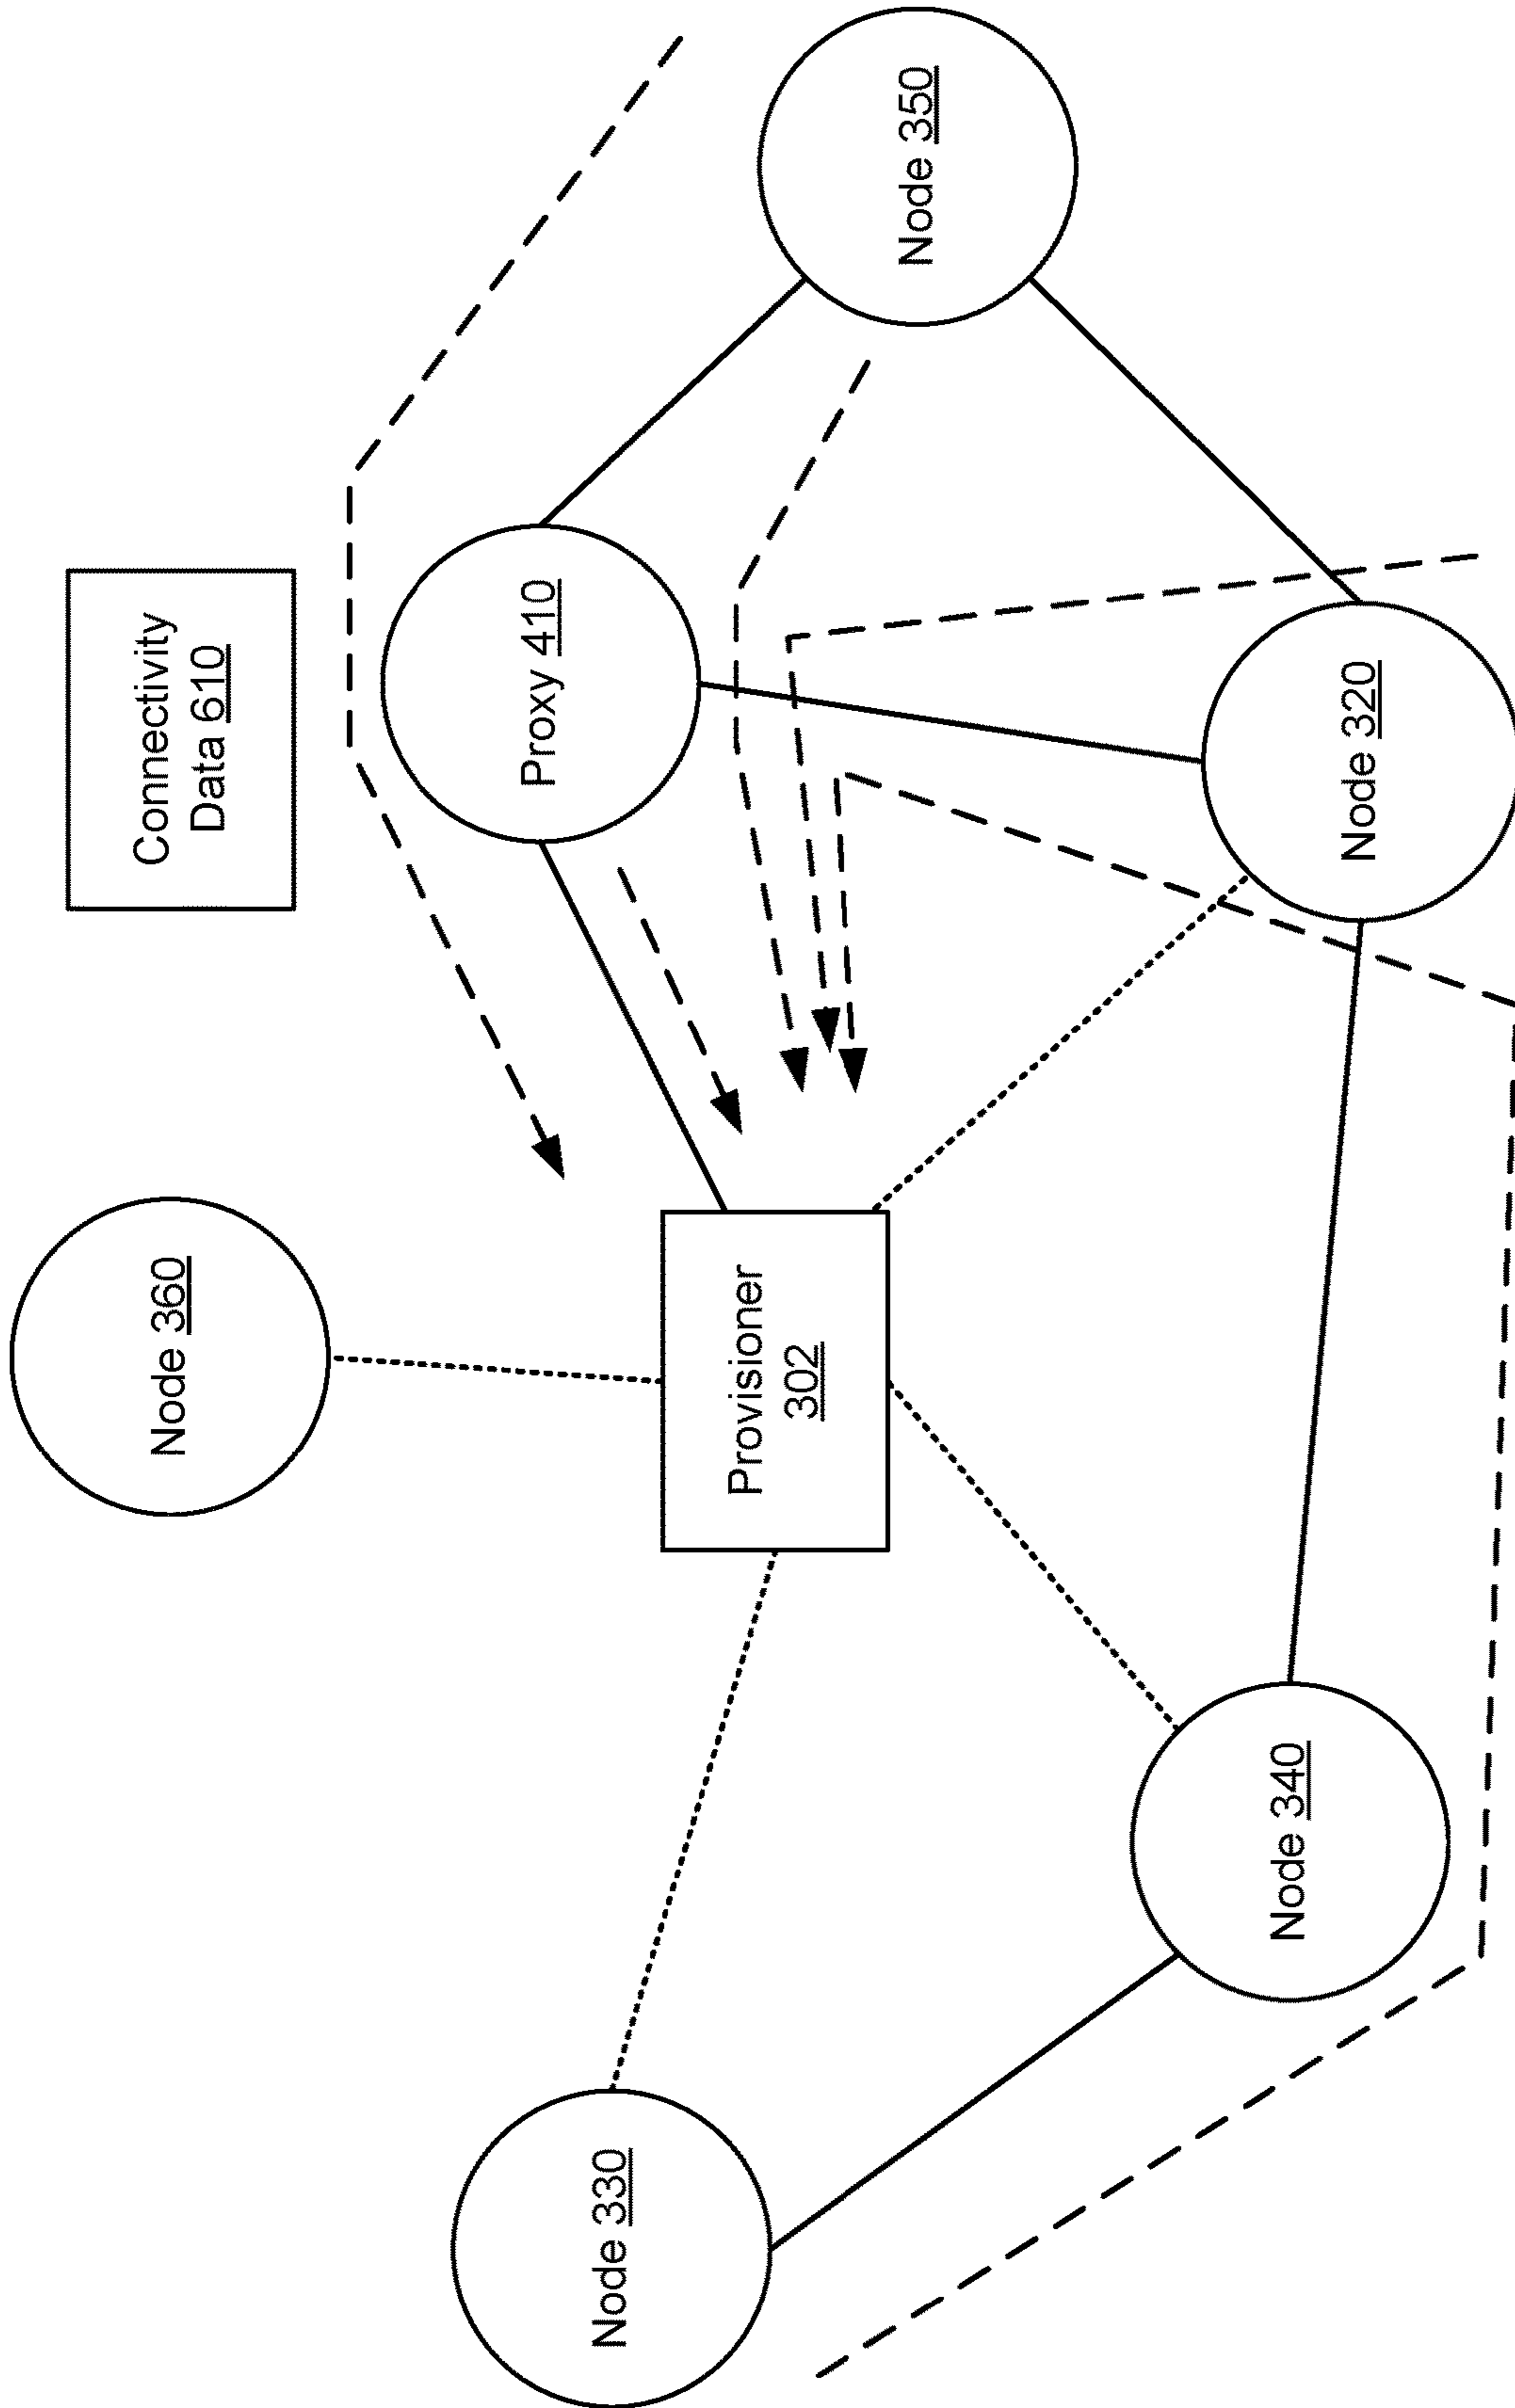 Connectivity
Data 610
Node 360
Proxy 410
Node 350
Provisioner
302
Node 330
Node 340
Node 320